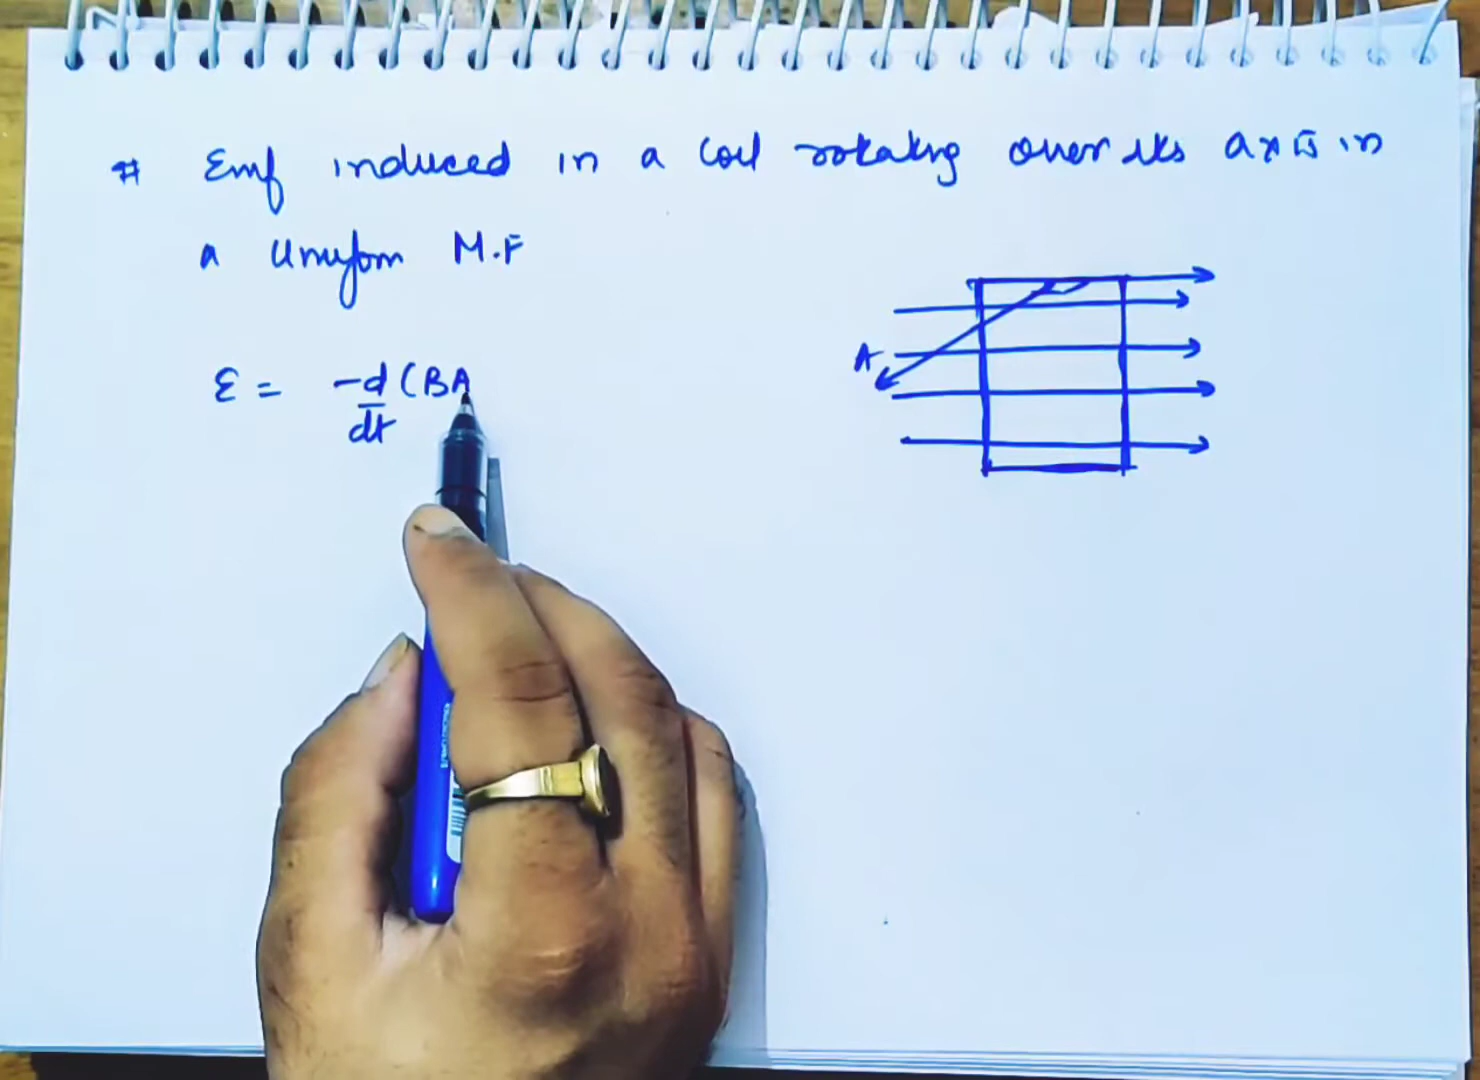 # Emf induced in a coil rotating over its axis in
a Uniform M.F
ε = -d/dt (BA
A